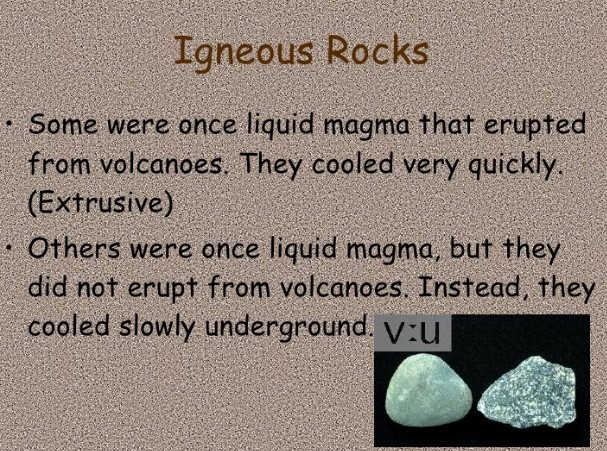 Igneous Rocks
• Some were once liquid magma that erupted
from volcanoes. They cooled very quickly.
(Extrusive)
• Others were once liquid magma, but they
did not erupt from volcanoes. Instead, they
cooled slowly underground.
v:u